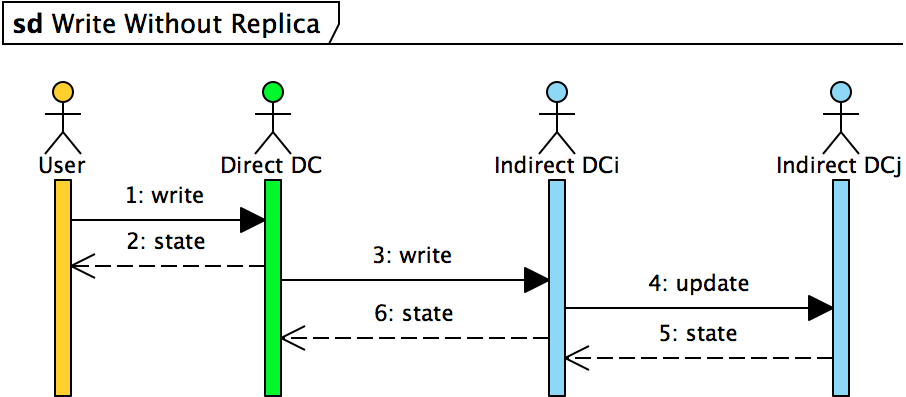 sd Write Without Replica
User
Direct DC
Indirect DCi
Indirect DCj
1: write
2: state
3: write
4: update
6: state
5: state